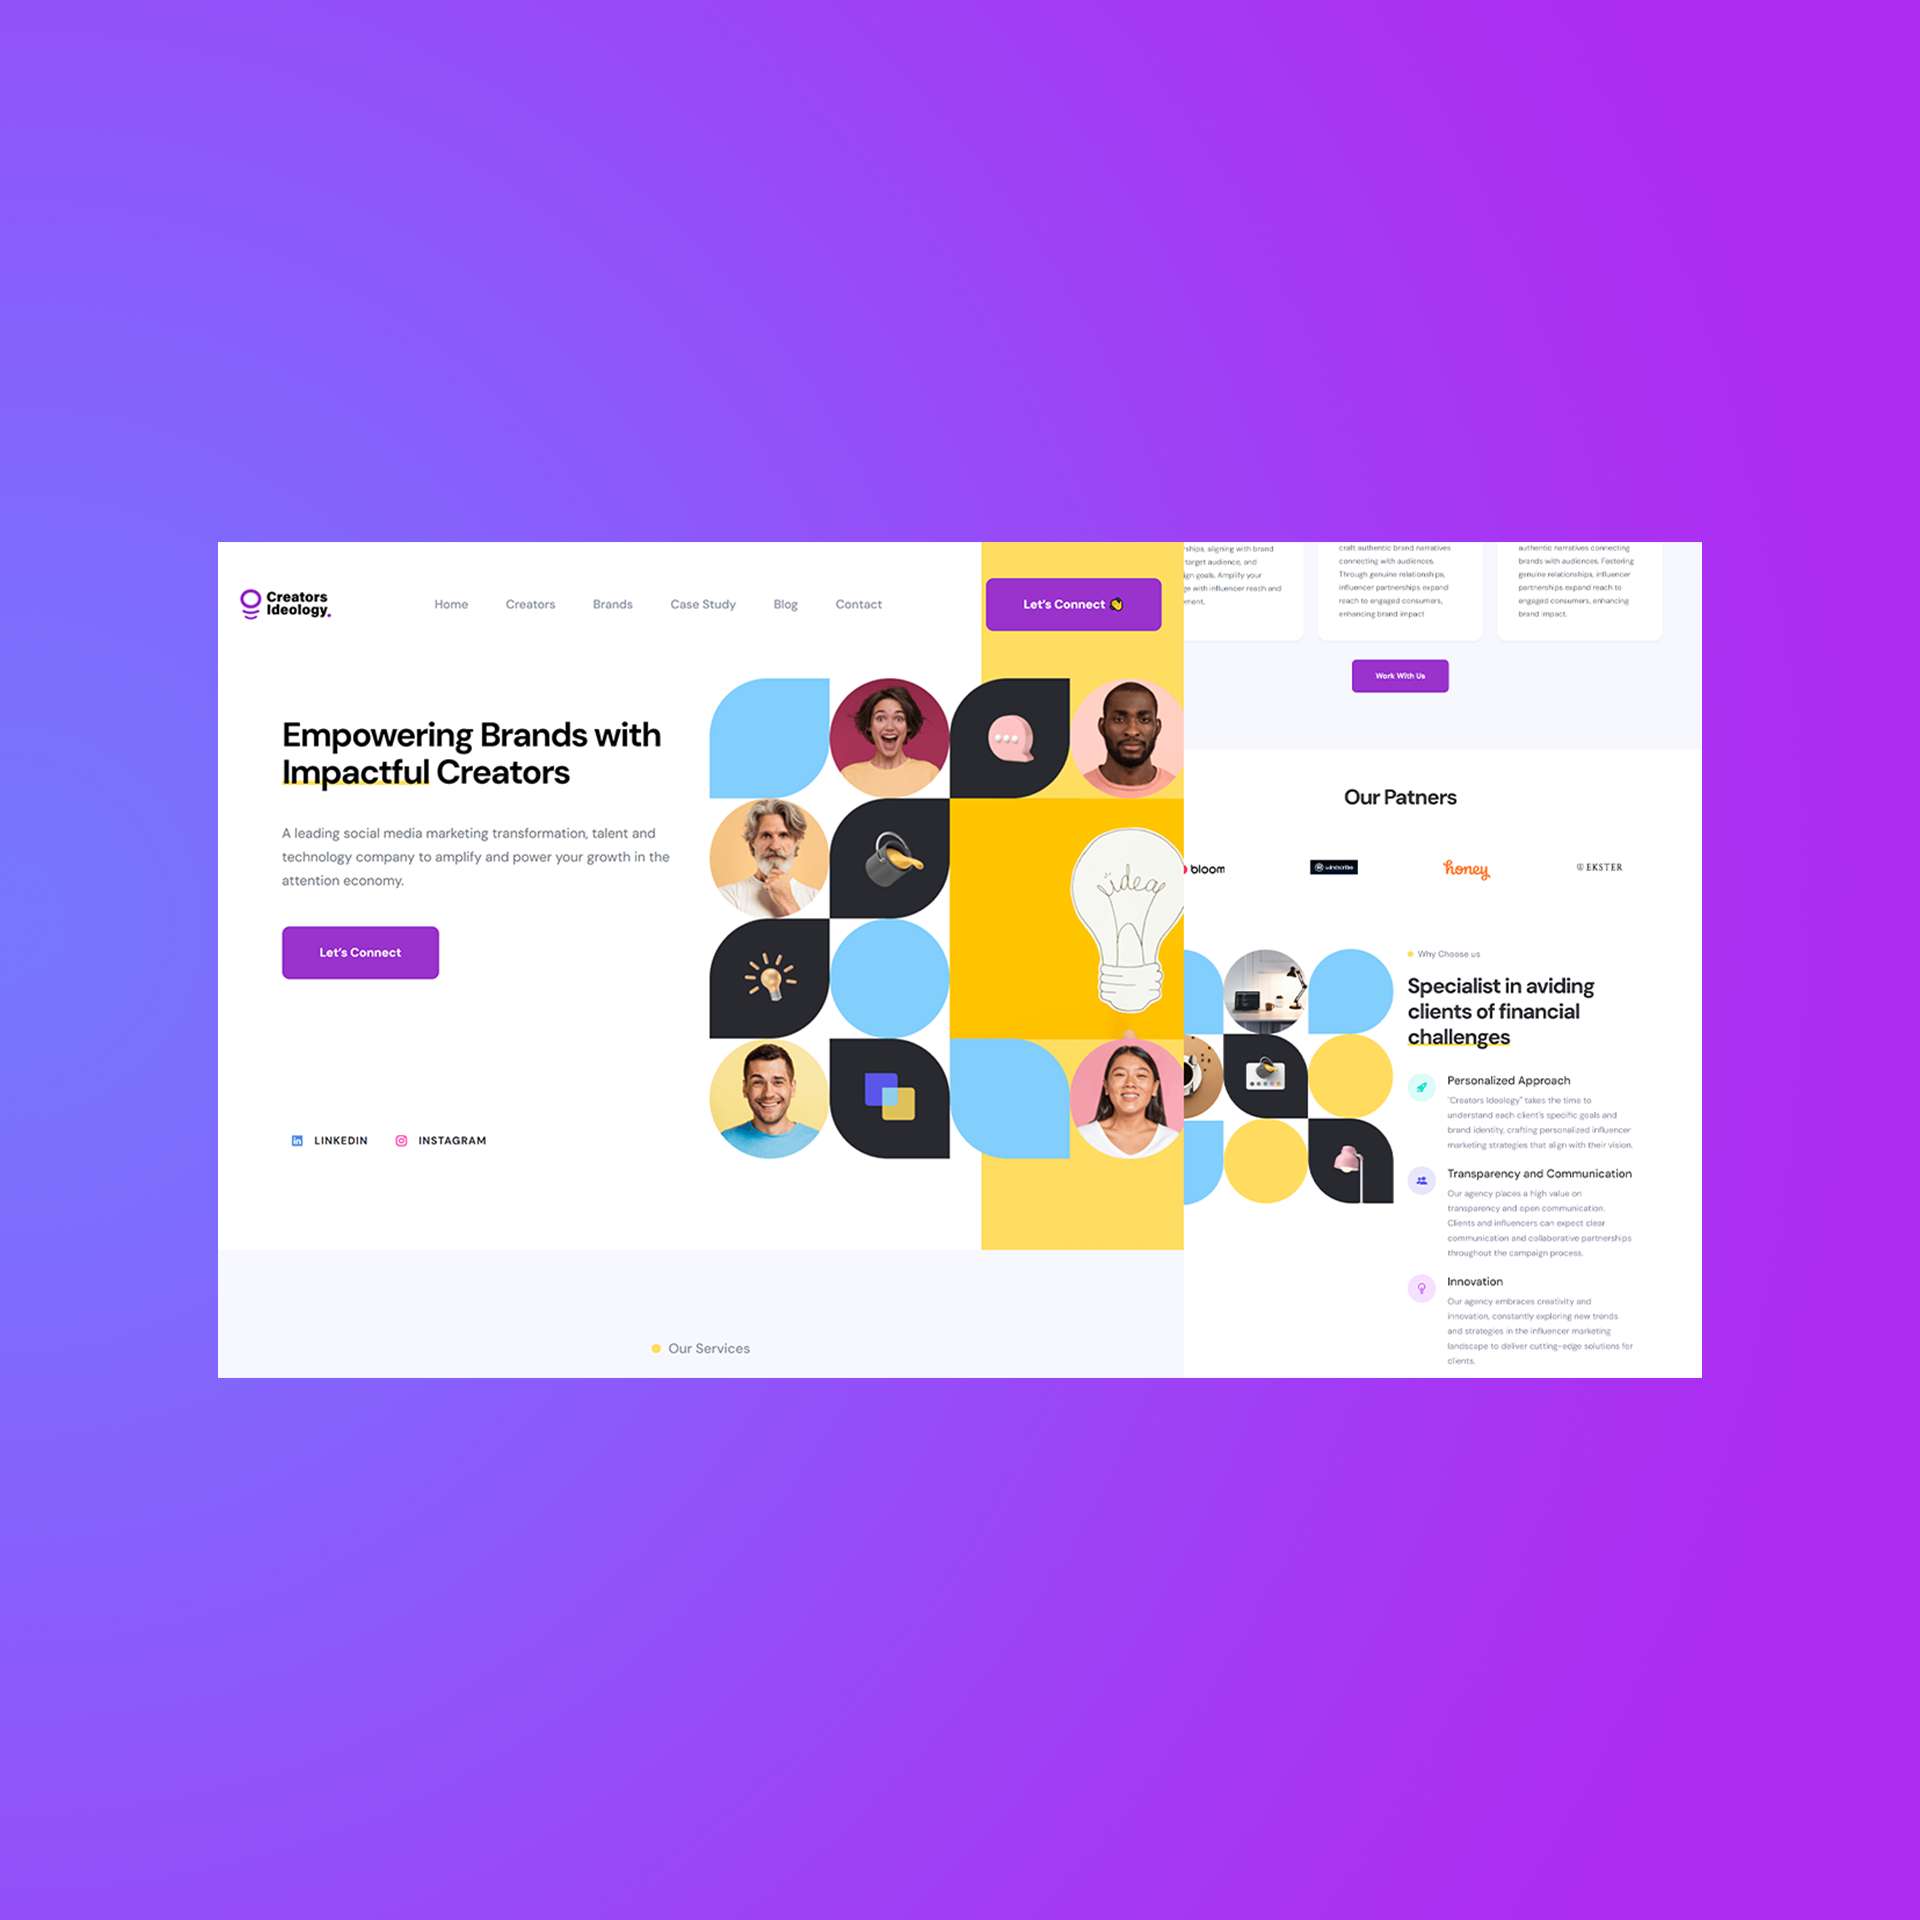 Creators
Ideology.
Home
Creators
Brands
Case Study
Blog
Contact
Let's Connect
Empowering Brands with
Impactful Creators
A leading social media marketing transformation, talent and
technology company to amplify and power your growth in the
attention economy.
Let's Connect
LINKEDIN
INSTAGRAM
idea
Our Services
aligning with brand
target audience, and
goals. Amplify your
with influencer reach and
craft authentic brand narratives
connecting with audiences.
Through genuine relationships,
influencer partnerships expand
reach to engaged consumers,
enhancing brand impact
authentic narratives connecting
brands with audiences. Fostering
genuine relationships, influencer
partnerships expand reach to
engaged consumers, enhancing
brand impact.
Work With Us
Our Patners
bloom
windscribe
honey
EKSTER
Why Choose us
Specialist in aviding
clients of financial
challenges
Personalized Approach
"Creators Ideology" takes the time to
understand each client's specific goals and
brand identity, crafting personalized influencer
marketing strategies that align with their vision.
Transparency and Communication
Our agency places a high value on
transparency and open communication.
Clients and influencers can expect clear
communication and collaborative partnerships
throughout the campaign process.
Innovation
Our agency embraces creativity and
innovation, constantly exploring new trends
and strategies in the influencer marketing
landscape to deliver cutting-edge solutions for
clients.